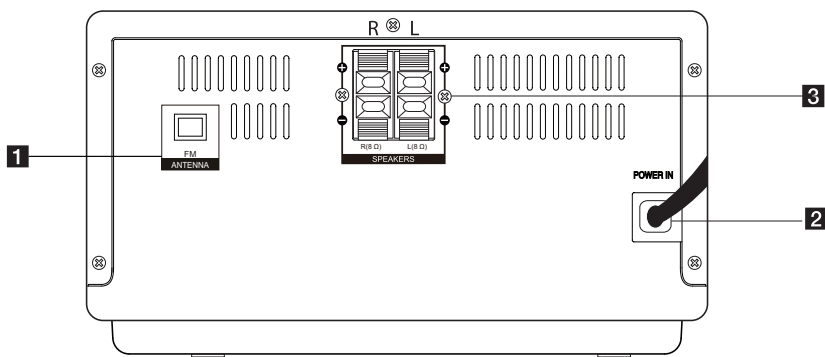 R L
+ +
3
- -
R(8 Ω) L(8 Ω)
SPEAKERS
1
FM
ANTENNA
POWER IN
2